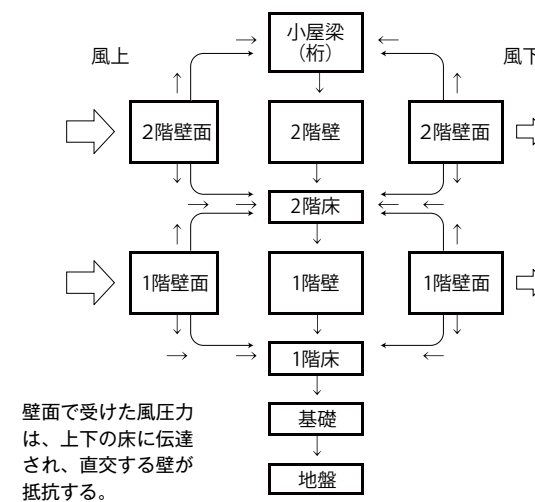 小屋梁
（桁）
風上
風下
2階壁面
2階壁
2階壁面
2階床
1階壁面
1階壁
1階壁面
1階床
壁面で受けた風圧力
は、上下の床に伝達
され、直交する壁が
抵抗する。
基礎
地盤